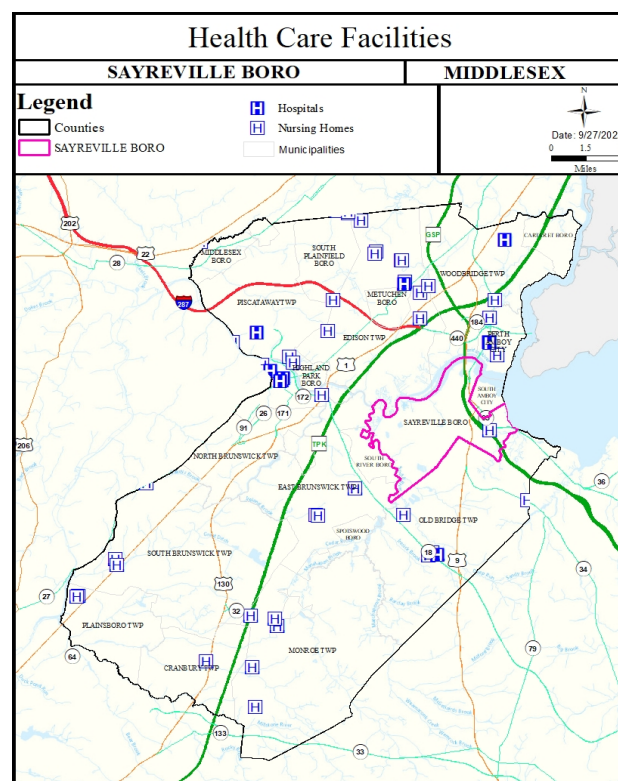 Health Care Facilities
SAYREVILLE BORO
MIDDLESEX
Legend
Counties
SAYREVILLE BORO
H Hospitals
H Nursing Homes
Municipalities
N
Date: 9/27/202
0 1.5
Miles
202
22
28
MIDDLESEX
BORO
SOUTH
PLAINFIELD
BORO
GSP
CARTERET BORO
WOODBRIDGE TWP
METUCHEN
BORO
287
PISCATAWAY TWP
EDISON TWP
184
440
PERTH
AMBOY
CITY
1
HIGHLAND
PARK
BORO
172
SOUTH
AMBOY
CITY
26
171
91
SAYREVILLE BORO
206
TPK
NORTH BRUNSWICK TWP
SOUTH
RIVER BORO
36
EAST BRUNSWICK TWP
OLD BRIDGE TWP
SPOTSWOOD
BORO
18
9
SOUTH BRUNSWICK TWP
34
130
27
32
PLAINSBORO TWP
64
MONROE TWP
79
CRANBURY TWP
133
33